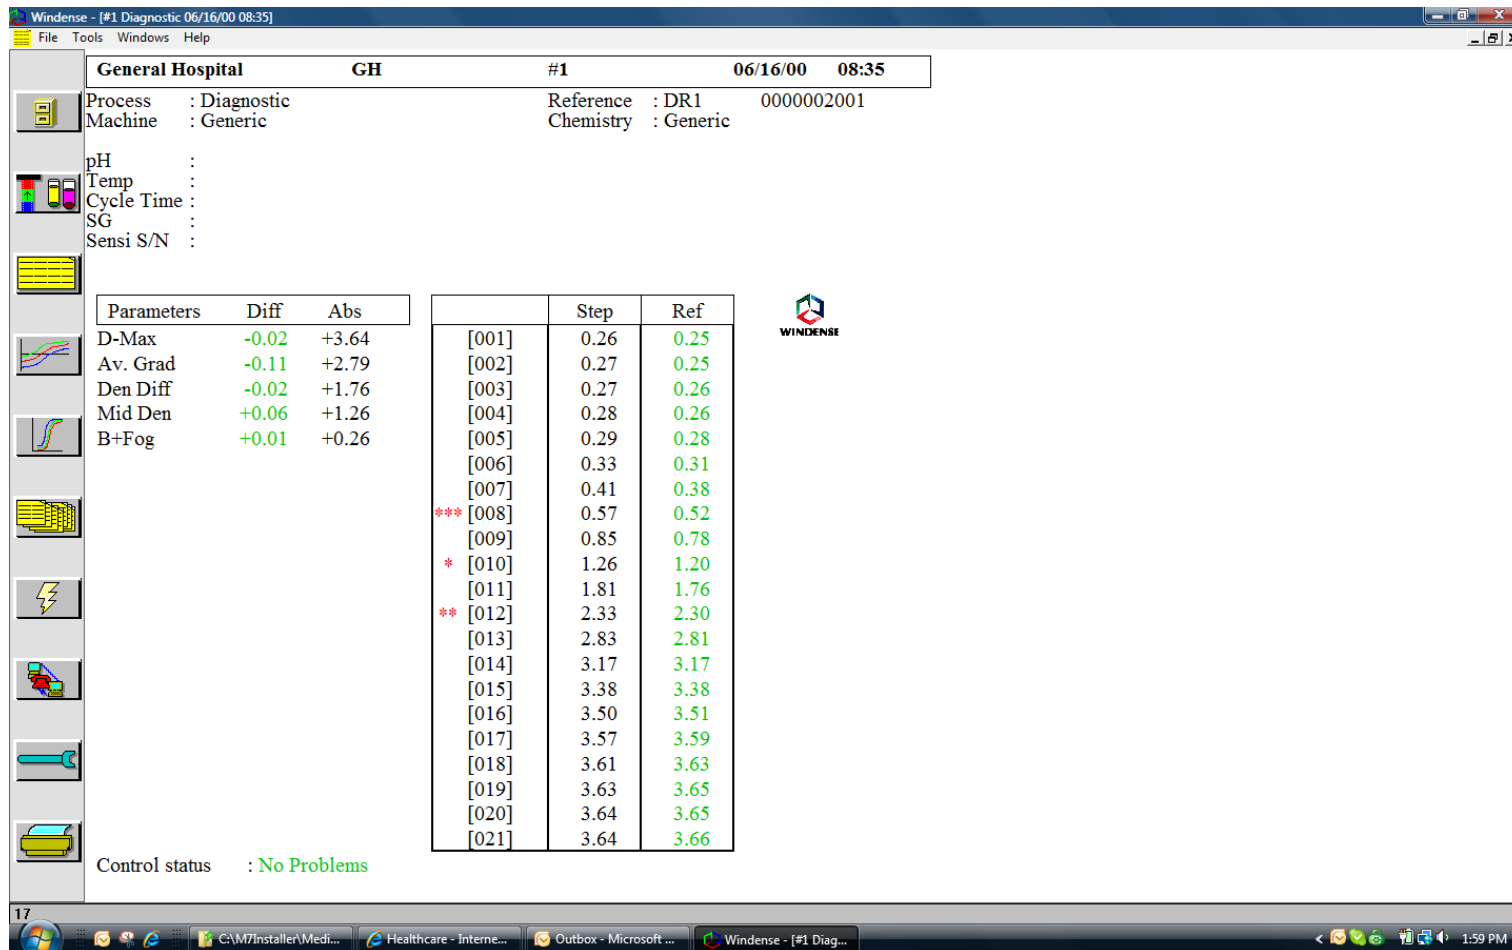 Windense - [#1 Diagnostic 06/16/00 08:35]
File Tools Windows Help
General Hospital GH #1 06/16/00 08:35
Process : Diagnostic Reference : DR1 0000002001
Machine : Generic Chemistry : Generic
pH :
Temp :
Cycle Time :
SG :
Sensi S/N :
Parameters Diff Abs Step Ref
WINDENSE
D-Max -0.02 +3.64 [001] 0.26 0.25
Av. Grad -0.11 +2.79 [002] 0.27 0.25
Den Diff -0.02 +1.76 [003] 0.27 0.26
Mid Den +0.06 +1.26 [004] 0.28 0.26
B+Fog +0.01 +0.26 [005] 0.29 0.28
[006] 0.33 0.31
[007] 0.41 0.38
*** [008] 0.57 0.52
[009] 0.85 0.78
* [010] 1.26 1.20
[011] 1.81 1.76
** [012] 2.33 2.30
[013] 2.83 2.81
[014] 3.17 3.17
[015] 3.38 3.38
[016] 3.50 3.51
[017] 3.57 3.59
[018] 3.61 3.63
[019] 3.63 3.65
[020] 3.64 3.65
[021] 3.64 3.66
Control status : No Problems
17
C:\M7Installer\Medi... Healthcare - Interne... Outbox - Microsoft ... Windense - [#1 Diag... 1:59 PM